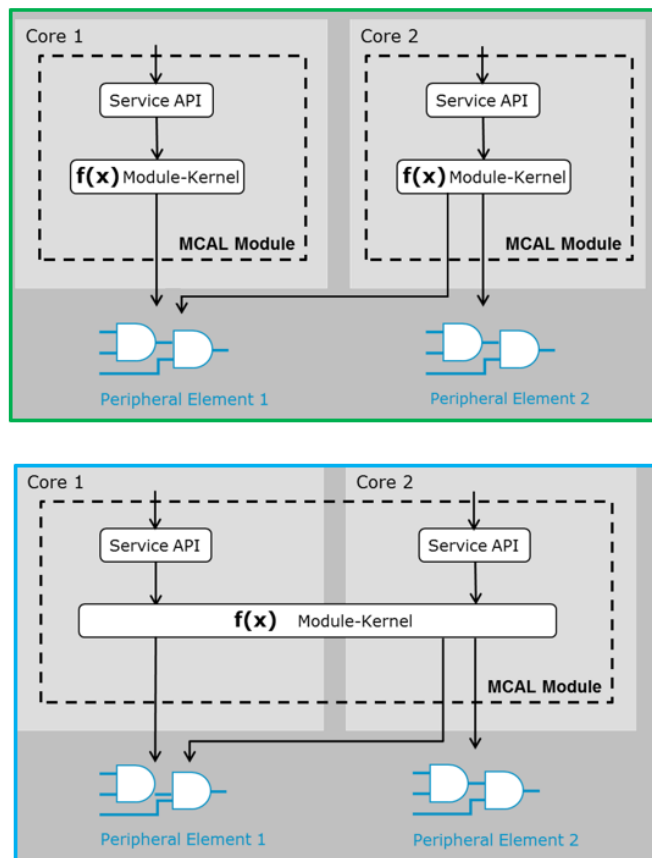 Core 1
Core 2
Service API
Service API
f(x) Module-Kernel
f(x) Module-Kernel
MCAL Module
MCAL Module
Peripheral Element 1
Peripheral Element 2
Core 1
Core 2
Service API
Service API
f(x) Module-Kernel
MCAL Module
Peripheral Element 1
Peripheral Element 2